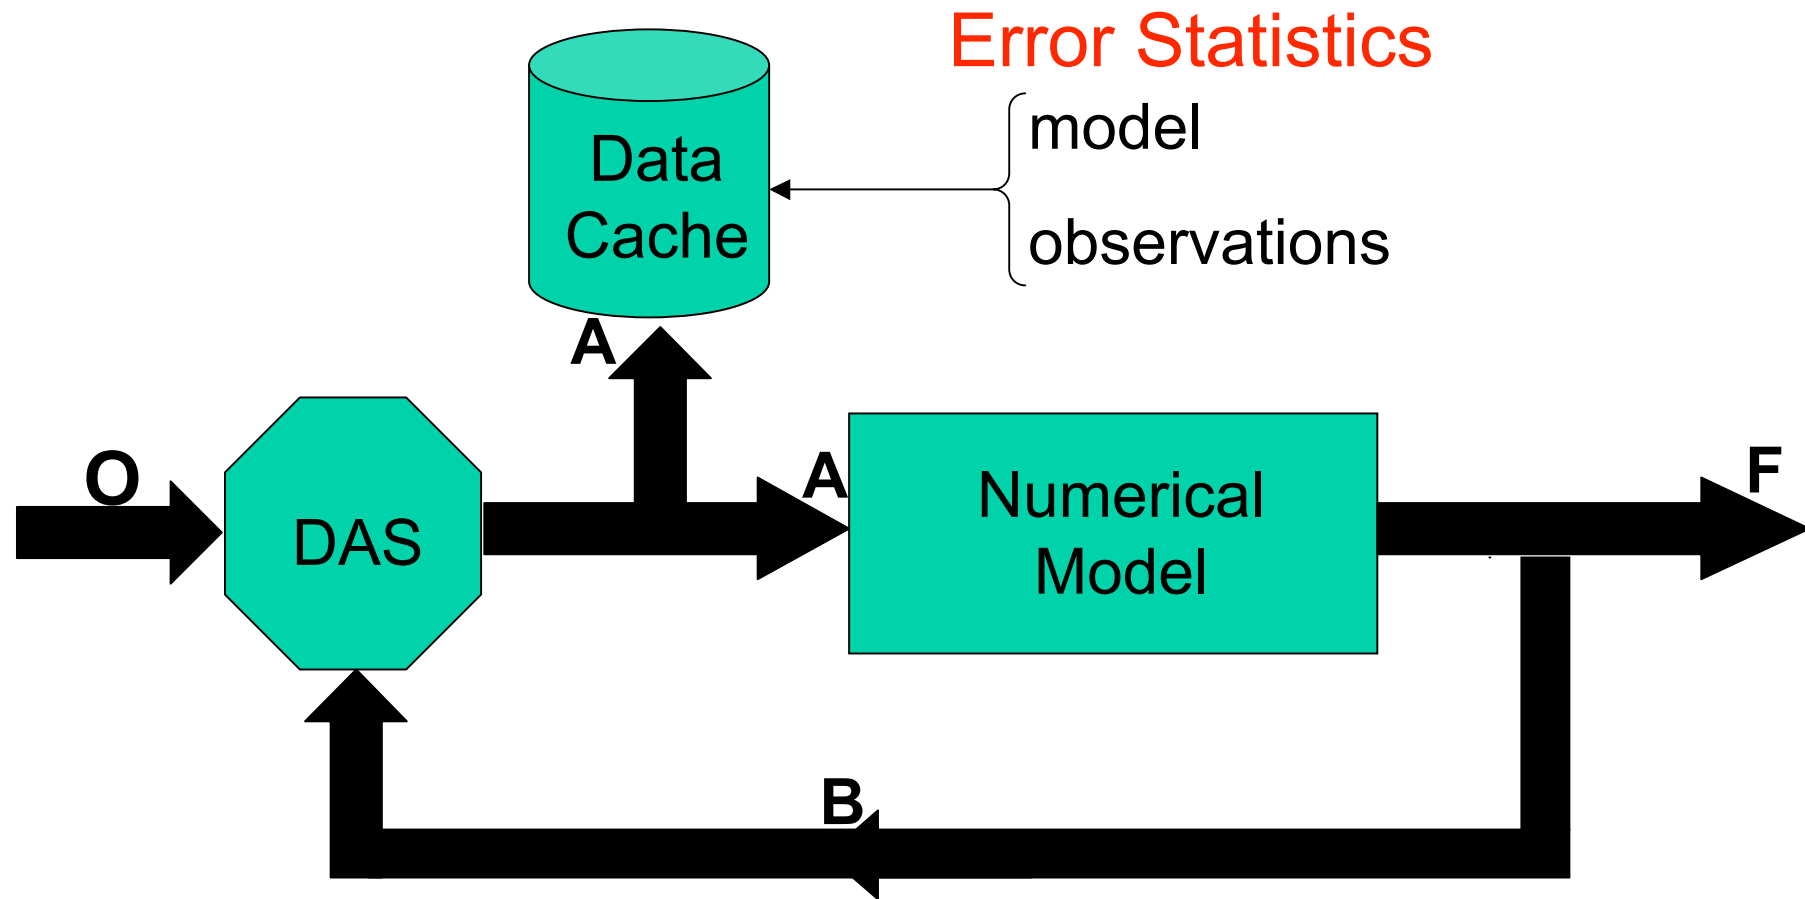 Error Statistics
model
Data
Cache
observations
A
O
DAS
A
Numerical
Model
F
B